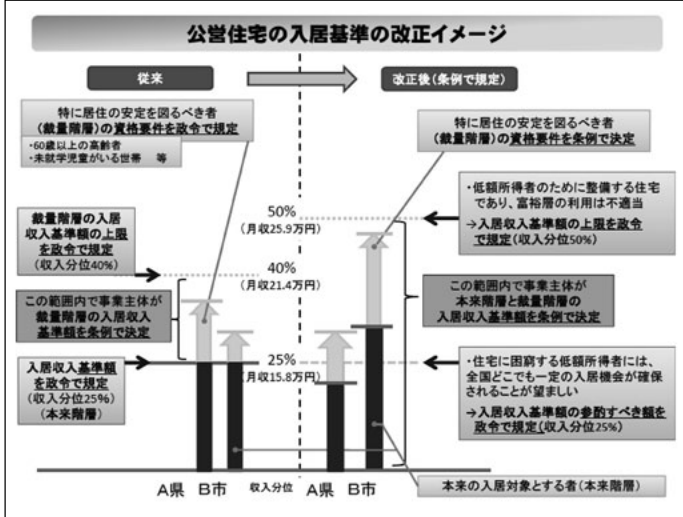 公営住宅の入居基準の改正イメージ
従来
改正後(条例で規定)
特に居住の安定を図るべき者
(裁量階層)の資格要件を政令で規定
・60歳以上の高齢者
・未就学児童がいる世帯 等
特に居住の安定を図るべき者
(裁量階層)の資格要件を条例で決定
裁量階層の入居
収入基準額の上限
を政令で規定
(収入分位40%)
この範囲内で事業主体が
裁量階層の入居収入
基準額を条例で決定
入居収入基準額
を政令で規定
(収入分位25%)
(本来階層)
50%
(月収25.9万円)
40%
(月収21.4万円)
25%
(月収15.8万円)
・低額所得者のために整備する住宅
であり、富裕層の利用は不適当
→入居収入基準額の上限を政令
で規定(収入分位50%)
この範囲内で事業主体が
本来階層と裁量階層の
入居収入基準額を条例で決定
・住宅に困窮する低額所得者には、
全国どこでも一定の入居機会が確保
されることが望ましい
→入居収入基準額の参酌すべき額を
政令で規定(収入分位25%)
A県 B市 収入分位 A県 B市
本来の入居対象とする者(本来階層)